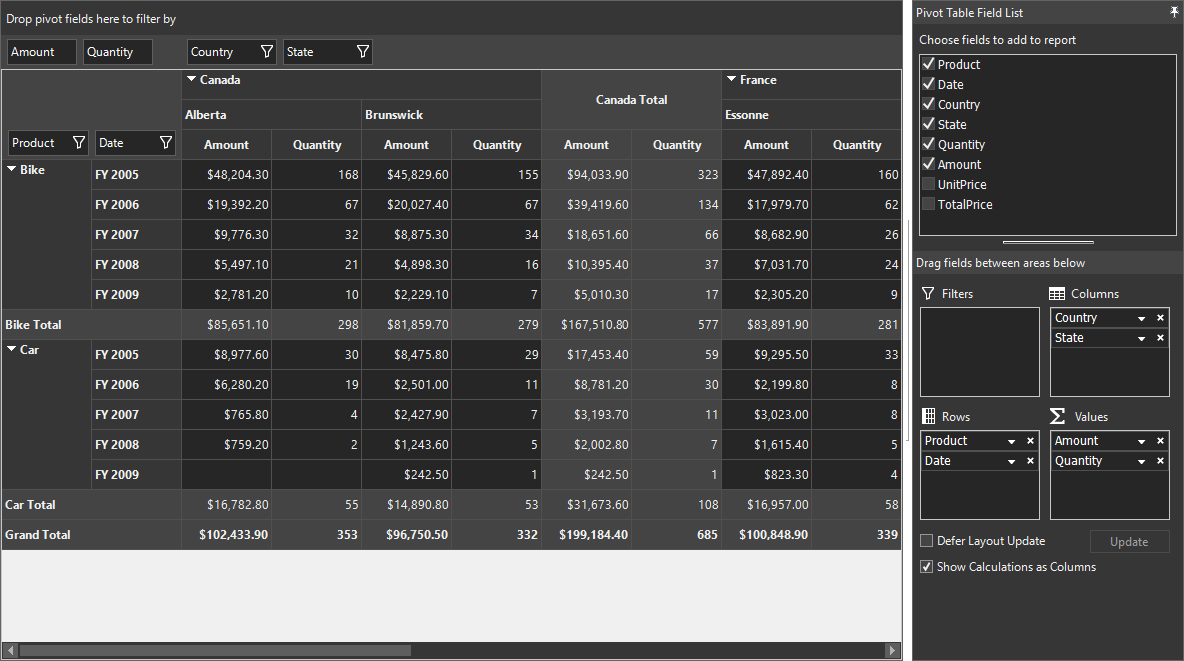 Drop pivot fields here to filter by
Amount Quantity Country State
Canada Canada Total France
Alberta Brunswick Essonne
Product Date Amount Quantity Amount Quantity Amount Quantity Amount Quantity
Bike FY 2005 $48,204.30 168 $45,829.60 155 $94,033.90 323 $47,892.40 160
FY 2006 $19,392.20 67 $20,027.40 67 $39,419.60 134 $17,979.70 62
FY 2007 $9,776.30 32 $8,875.30 34 $18,651.60 66 $8,682.90 26
FY 2008 $5,497.10 21 $4,898.30 16 $10,395.40 37 $7,031.70 24
FY 2009 $2,781.20 10 $2,229.10 7 $5,010.30 17 $2,305.20 9
Bike Total $85,651.10 298 $81,859.70 279 $167,510.80 577 $83,891.90 281
Car FY 2005 $8,977.60 30 $8,475.80 29 $17,453.40 59 $9,295.50 33
FY 2006 $6,280.20 19 $2,501.00 11 $8,781.20 30 $2,199.80 8
FY 2007 $765.80 4 $2,427.90 7 $3,193.70 11 $3,023.00 8
FY 2008 $759.20 2 $1,243.60 5 $2,002.80 7 $1,615.40 5
FY 2009 $242.50 1 $242.50 1 $823.30 4
Car Total $16,782.80 55 $14,890.80 53 $31,673.60 108 $16,957.00 58
Grand Total $102,433.90 353 $96,750.50 332 $199,184.40 685 $100,848.90 339
Pivot Table Field List
Choose fields to add to report
Product
Date
Country
State
Quantity
Amount
UnitPrice
TotalPrice
Drag fields between areas below
Filters Columns
Country
State
Rows Values
Product Amount
Date Quantity
Defer Layout Update Update
Show Calculations as Columns